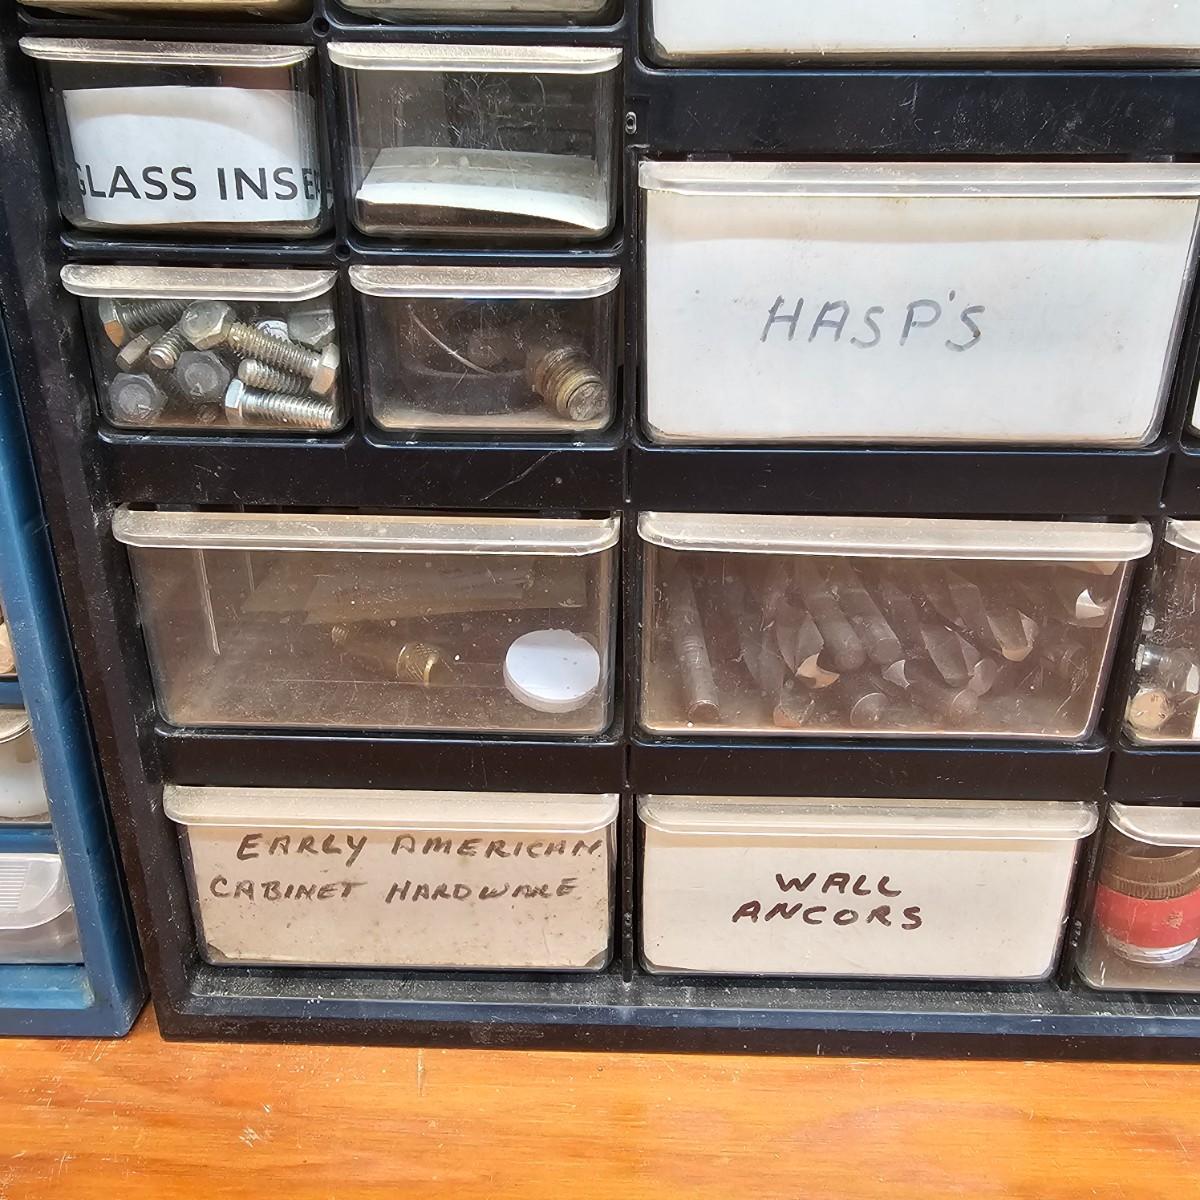 GLASS INSE
HASP'S
EARLY AMERICAN
CABINET HARDWARE
WALL
ANCORS